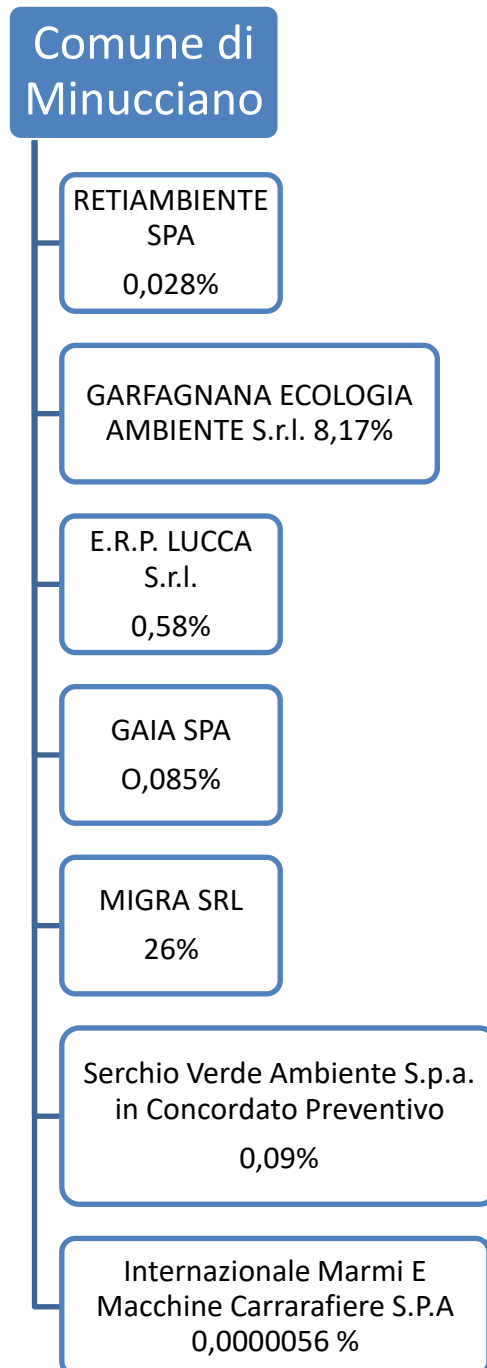 Comune di
Minucciano
RETIAMBIENTE
SPA
0,028%
GARFAGNANA ECOLOGIA
AMBIENTE S.r.l. 8,17%
E.R.P. LUCCA
S.r.l.
0,58%
GAIA SPA
O,085%
MIGRA SRL
26%
Serchio Verde Ambiente S.p.a.
in Concordato Preventivo
0,09%
Internazionale Marmi E
Macchine Carrarafiere S.P.A
0,0000056 %